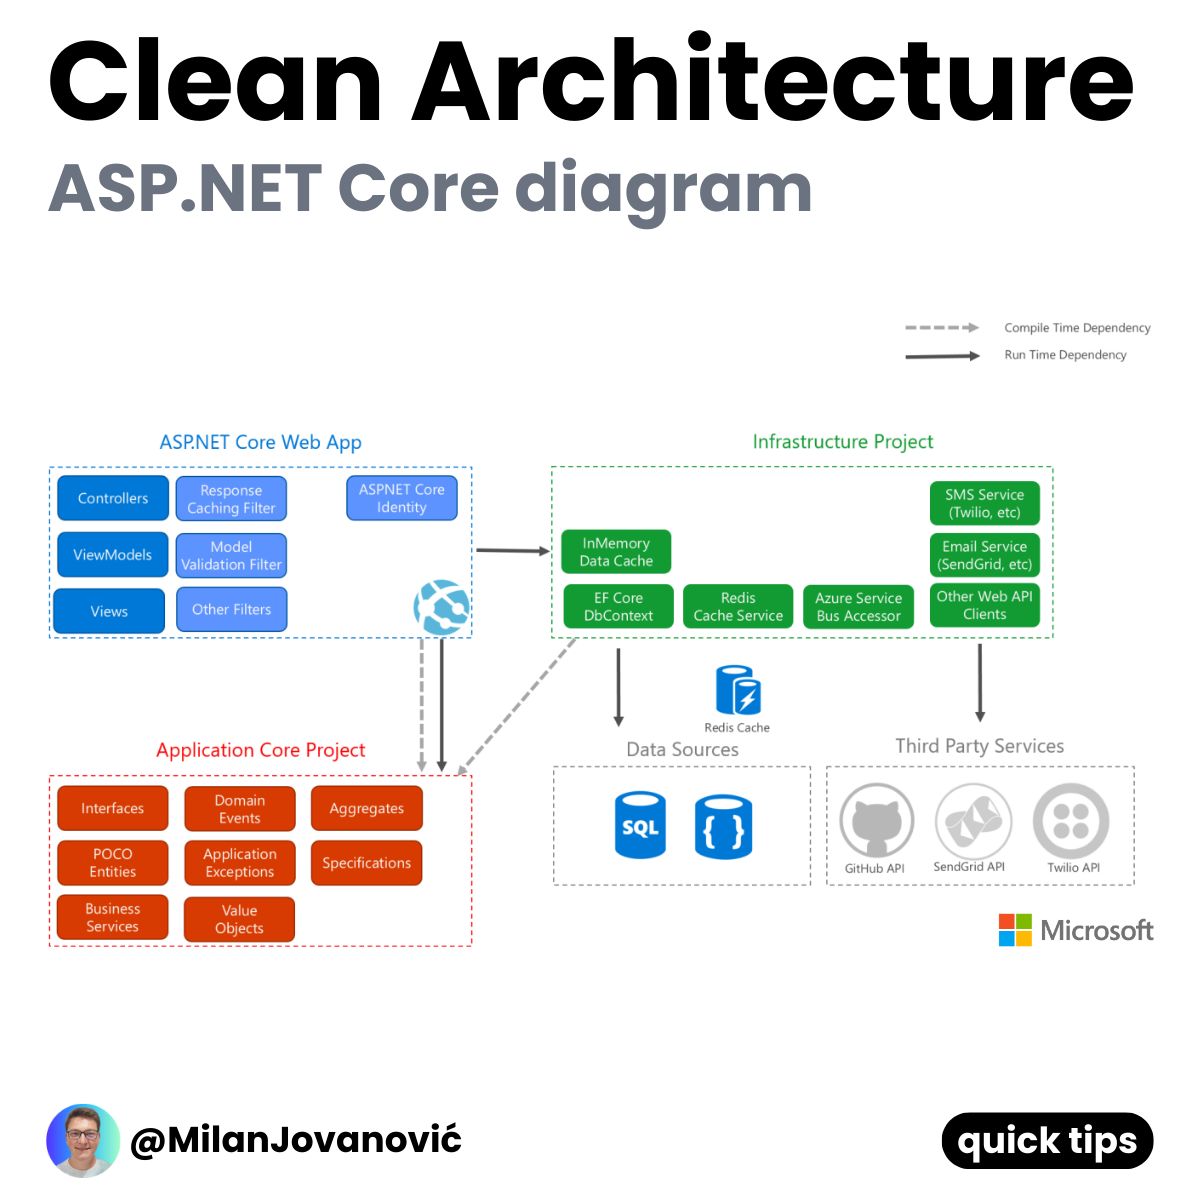 Clean Architecture
ASP.NET Core diagram
Compile Time Dependency
Run Time Dependency
ASP.NET Core Web App
Controllers
Response
Caching Filter
ASPNET Core
Identity
ViewModels
Model
Validation Filter
Views
Other Filters
Infrastructure Project
SMS Service
(Twilio, etc)
InMemory
Data Cache
Email Service
(SendGrid, etc)
EF Core
DbContext
Redis
Cache Service
Azure Service
Bus Accessor
Other Web API
Clients
Redis Cache
Application Core Project
Interfaces
Domain
Events
Aggregates
POCO
Entities
Application
Exceptions
Specifications
Business
Services
Value
Objects
Data Sources
SQL
{ }
Third Party Services
GitHub API
SendGrid API
Twilio API
Microsoft
@MilanJovanović
quick tips